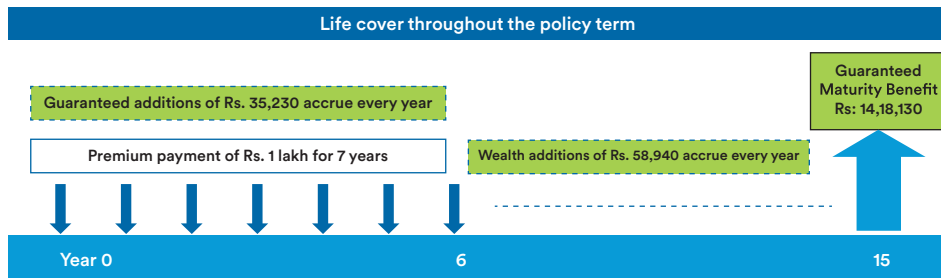 Life cover throughout the policy term
Guaranteed additions of Rs. 35,230 accrue every year
Guaranteed
Maturity Benefit
Rs: 14,18,130
Premium payment of Rs. 1 lakh for 7 years
Wealth additions of Rs. 58,940 accrue every year
Year 0
6
15